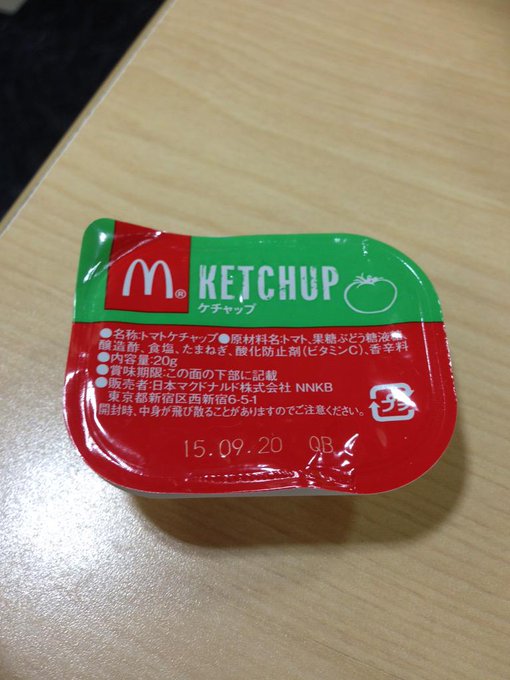 M®
KETCHUP
ケチャップ
●名称:トマトケチャップ●原材料名:トマト、果糖ぶどう糖液糖、
醸造酢、食塩、たまねぎ、酸化防止剤(ビタミンC)、香辛料
●内容量:20g
●賞味期限:この面の下部に記載
●販売者:日本マクドナルド株式会社 NNKB
東京都新宿区西新宿6-5-1
開封時、中身が飛び散ることがありますのでご注意ください。
プラ
15.09.20 QB